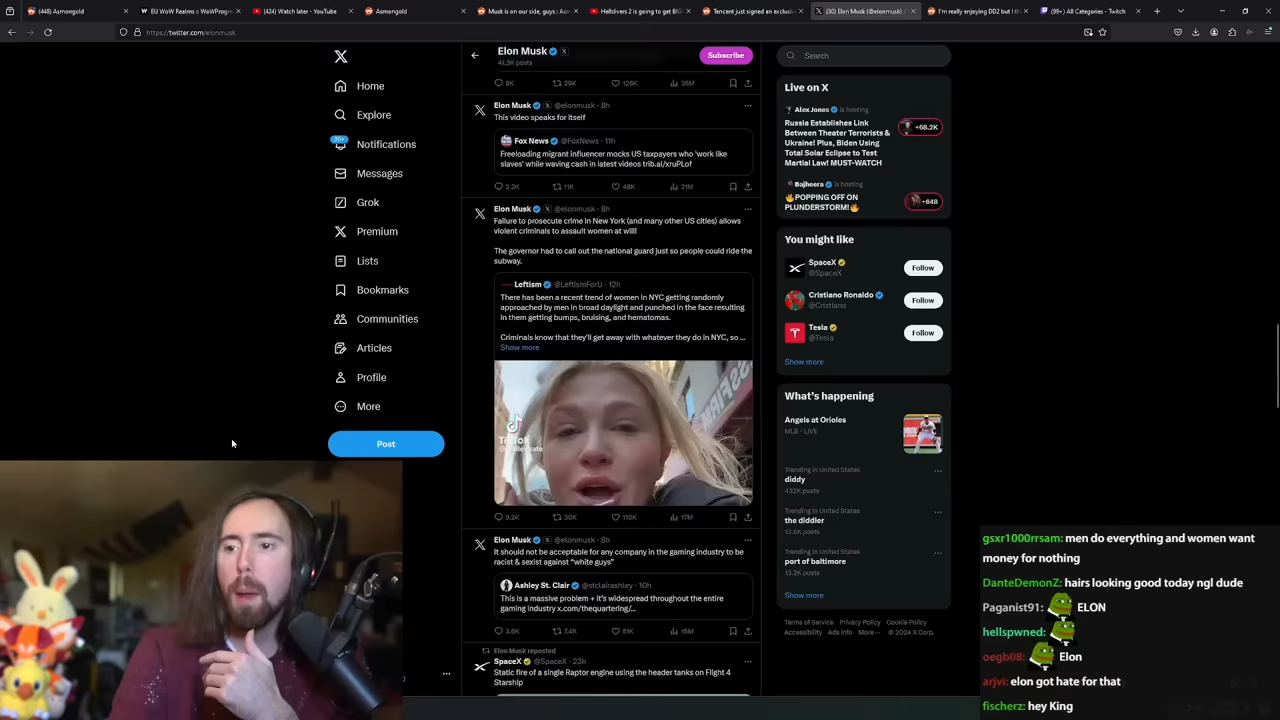 (448) Asmongold
EU WoW Realms :: WoWProgre
(424) Watch later - YouTube
Asmongold
Musk is on our side, guys : Asm
Helldivers 2 is going to get BIG
Tencent just signed an exclusiv
(30) Elon Musk (@elonmusk) /
I'm really enjoying DD2 but I th
(99+) All Categories - Twitch
https://twitter.com/elonmusk
Home
Explore
20+
Notifications
Messages
Grok
Premium
Lists
Bookmarks
Communities
Articles
Profile
More
Post
Elon Musk
41.3K posts
Subscribe
8K 29K 126K 35M
Elon Musk @elonmusk · 8h
This video speaks for itself
Fox News @FoxNews · 11h
Freeloading migrant influencer mocks US taxpayers who 'work like
slaves' while waving cash in latest videos trib.al/xruPLof
2.2K 11K 48K 21M
Elon Musk @elonmusk · 8h
Failure to prosecute crime in New York (and many other US cities) allows
violent criminals to assault women at will!
The governor had to call out the national guard just so people could ride the
subway.
Leftism @LeftismForU · 12h
There has been a recent trend of women in NYC getting randomly
approached by men in broad daylight and punched in the face resulting
in them getting bumps, bruising, and hematomas.
Criminals know that they'll get away with whatever they do in NYC, so ...
Show more
TikTok
9.2K 30K 110K 17M
Elon Musk @elonmusk · 8h
It should not be acceptable for any company in the gaming industry to be
racist & sexist against "white guys"
Ashley St. Clair @stclairashley · 10h
This is a massive problem + it's widespread throughout the entire
gaming industry x.com/thequartering/...
3.6K 7.4K 51K 15M
Elon Musk reposted
SpaceX @SpaceX · 23h
Static fire of a single Raptor engine using the header tanks on Flight 4
Starship
Search
Live on X
Alex Jones is hosting
Russia Establishes Link
Between Theater Terrorists &
Ukraine! Plus, Biden Using
Total Solar Eclipse to Test
Martial Law! MUST-WATCH
+68.2K
Bajheera is hosting
🔥POPPING OFF ON
PLUNDERSTORM!🔥
+648
You might like
SpaceX
@SpaceX
Follow
Cristiano Ronaldo
@Cristiano
Follow
Tesla
@Tesla
Follow
Show more
What's happening
Angels at Orioles
MLB · LIVE
Trending in United States
diddy
432K posts
Trending in United States
the diddler
13.6K posts
Trending in United States
port of baltimore
13.2K posts
Show more
Terms of Service Privacy Policy Cookie Policy
Accessibility Ads info More ··· © 2024 X Corp.
gsxr1000rrsam: men do everything and women want
money for nothing
DanteDemonZ: hairs looking good today ngl dude
Paganist91: ELON
hellspwned:
oegb08: Elon
arjvi: elon got hate for that
fischerz: hey King